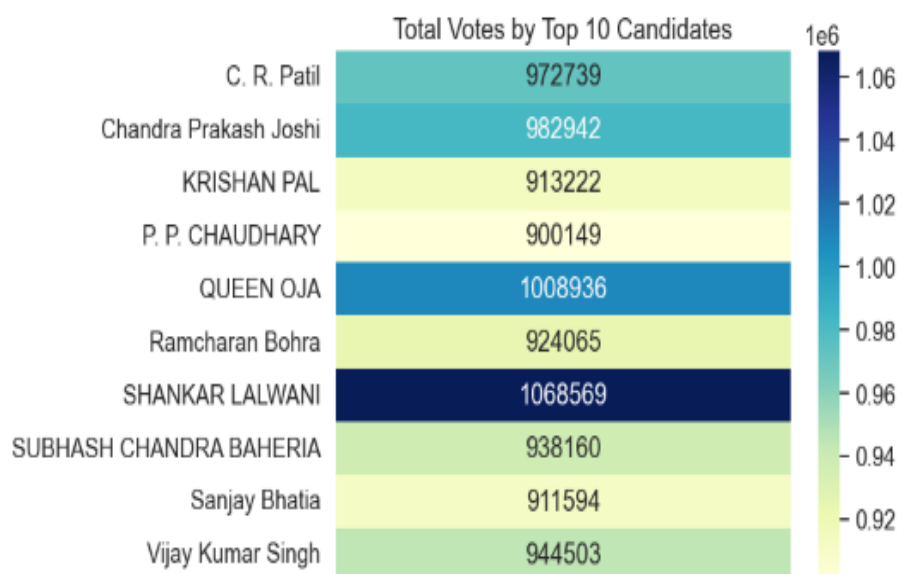 Total Votes by Top 10 Candidates
1e6
C. R. Patil 972739
Chandra Prakash Joshi 982942
KRISHAN PAL 913222
P. P. CHAUDHARY 900149
QUEEN OJA 1008936
Ramcharan Bohra 924065
SHANKAR LALWANI 1068569
SUBHASH CHANDRA BAHERIA 938160
Sanjay Bhatia 911594
Vijay Kumar Singh 944503
1.06
1.04
1.02
1.00
0.98
0.96
0.94
0.92